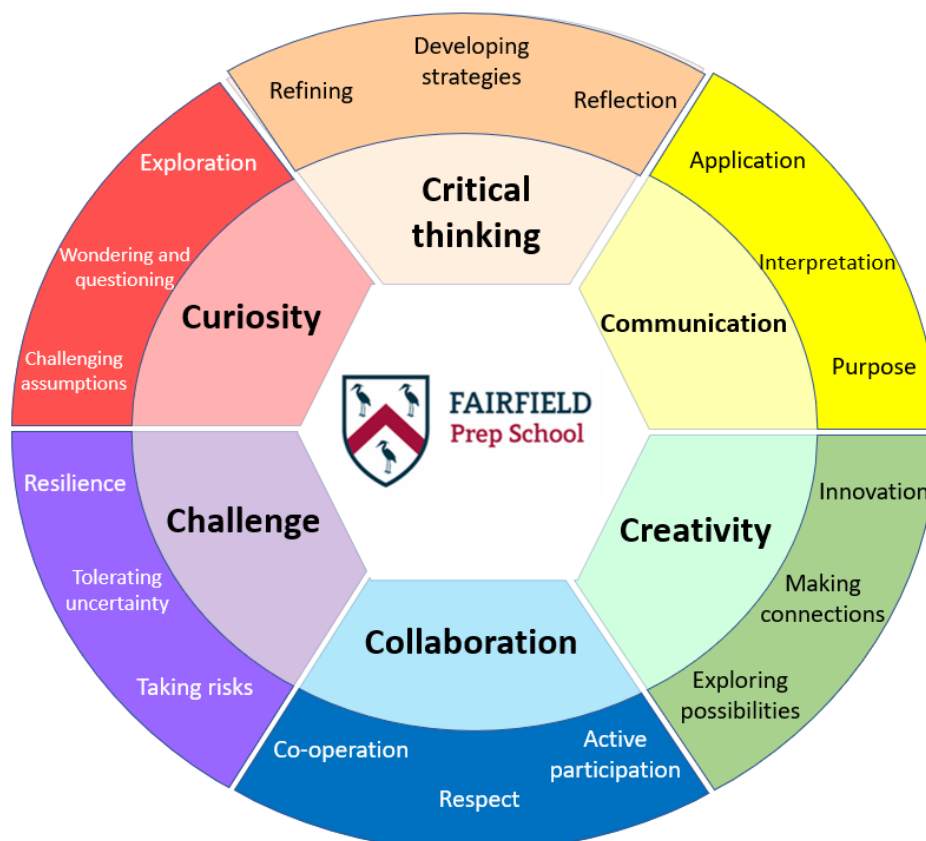 Developing
strategies
Refining
Reflection
Critical
thinking
Application
Interpretation
Purpose
Communication
Innovation
Making
connections
Exploring
possibilities
Creativity
Active
participation
Respect
Co-operation
Collaboration
Taking risks
Tolerating
uncertainty
Resilience
Challenge
Challenging
assumptions
Wondering and
questioning
Exploration
Curiosity
FAIRFIELD
Prep School